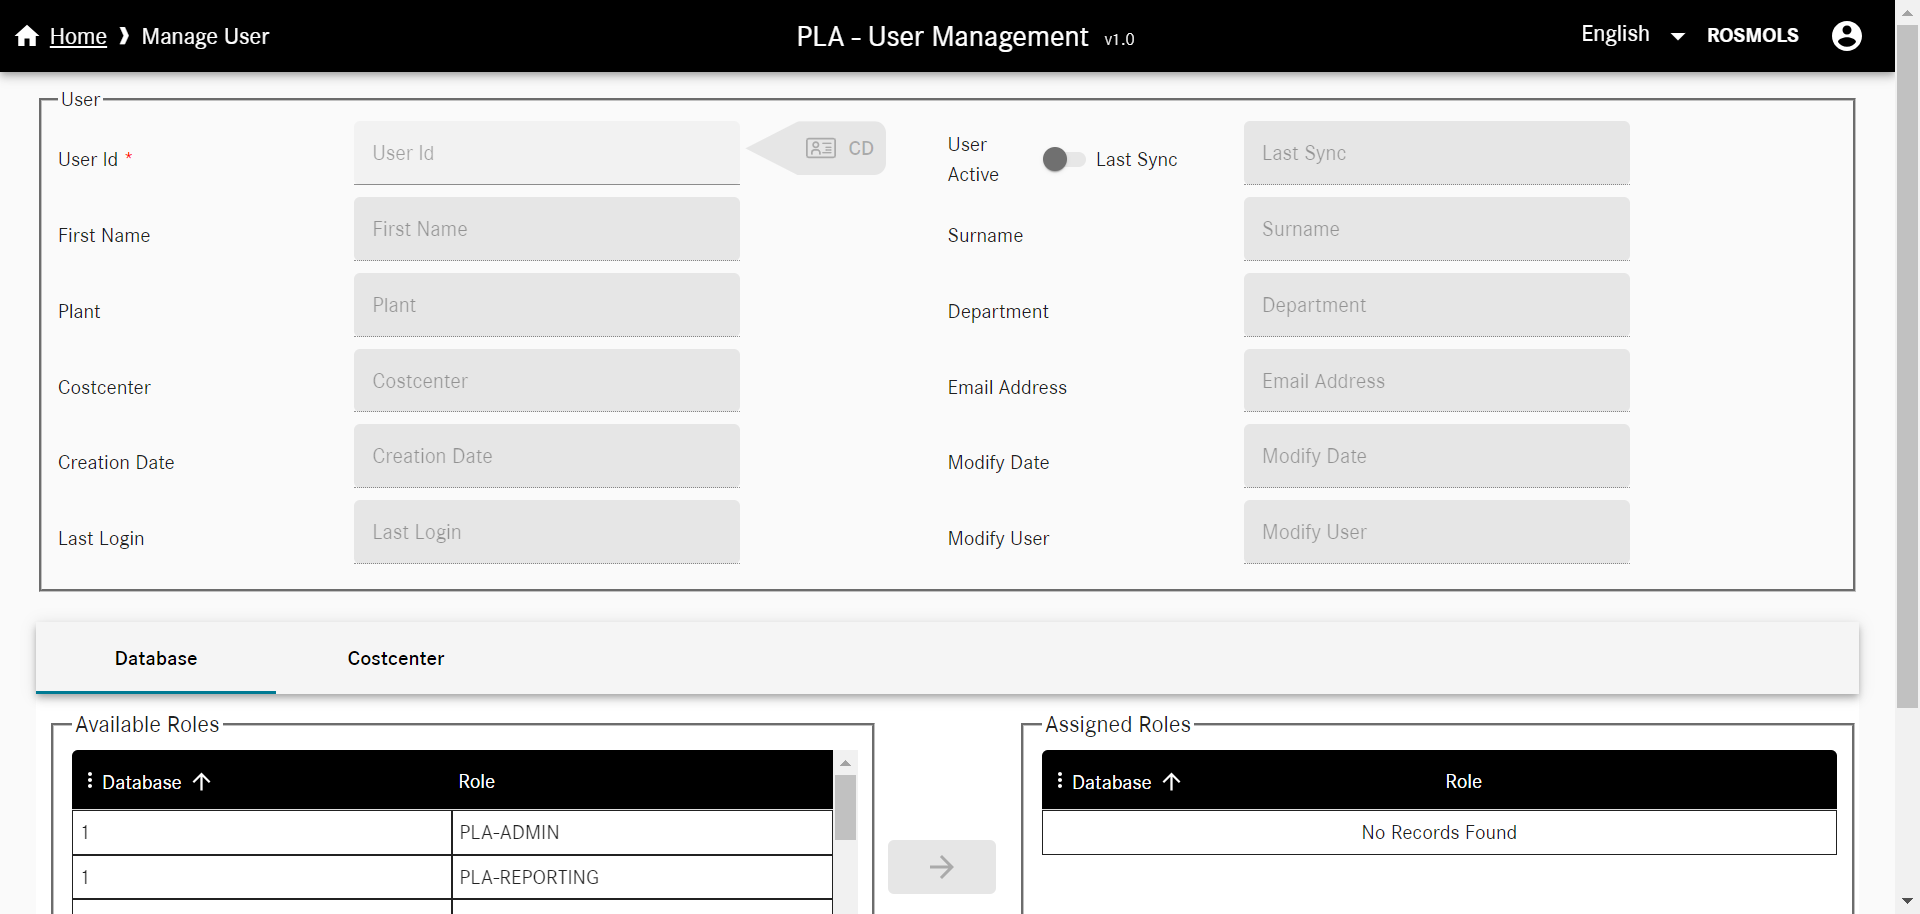 Home ❱ Manage User
PLA - User Management v1.0
English
ROSMOLS
User
User Id *
User Id
CD
User Active
Last Sync
Last Sync
First Name
First Name
Surname
Surname
Plant
Plant
Department
Department
Costcenter
Costcenter
Email Address
Email Address
Creation Date
Creation Date
Modify Date
Modify Date
Last Login
Last Login
Modify User
Modify User
Database
Costcenter
Available Roles
Database Role
1 PLA-ADMIN
1 PLA-REPORTING
Assigned Roles
Database Role
No Records Found